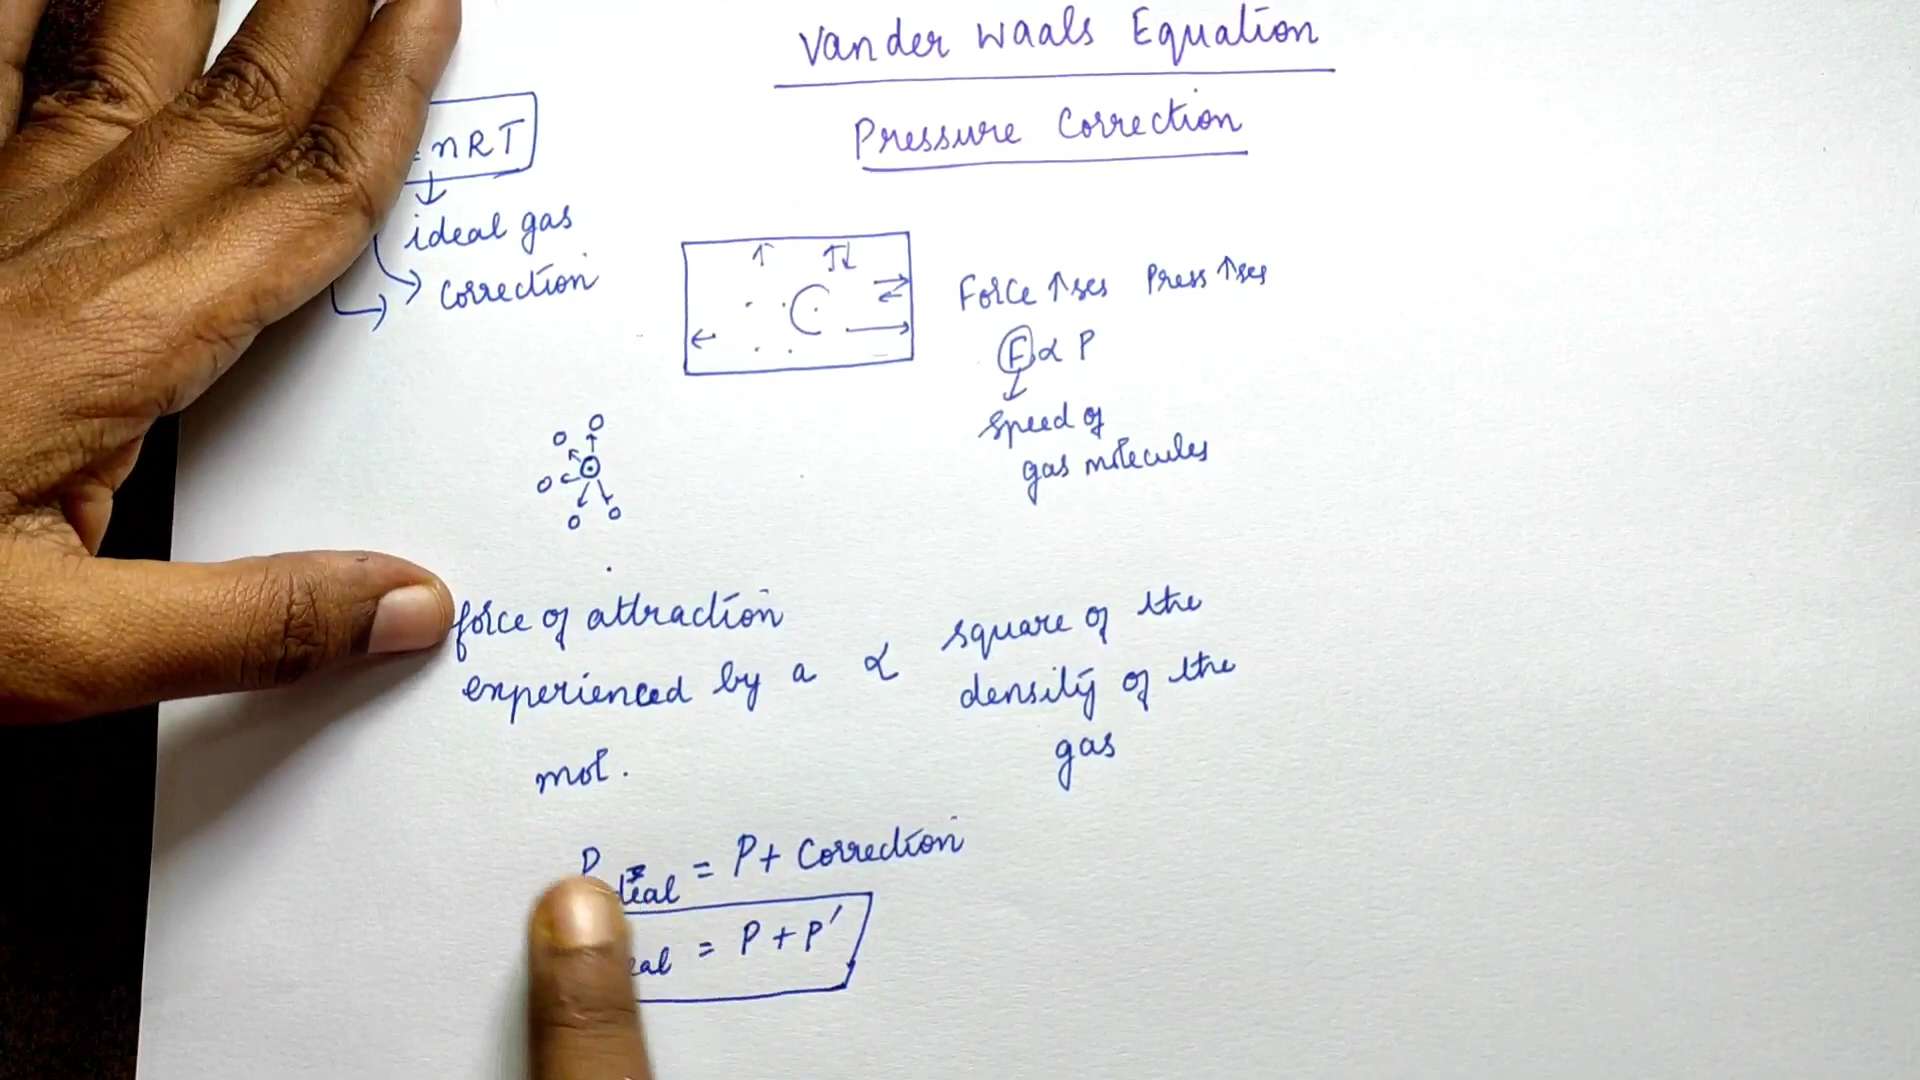 Vander Waals Equation
Pressure Correction
= nRT
ideal gas
correction
Force ↑ses Press ↑ses
F ∝ P
speed of
gas molecules
force of attraction
experienced by a ∝
mol.
square of the
density of the
gas
P = P + Correction
= P + P'